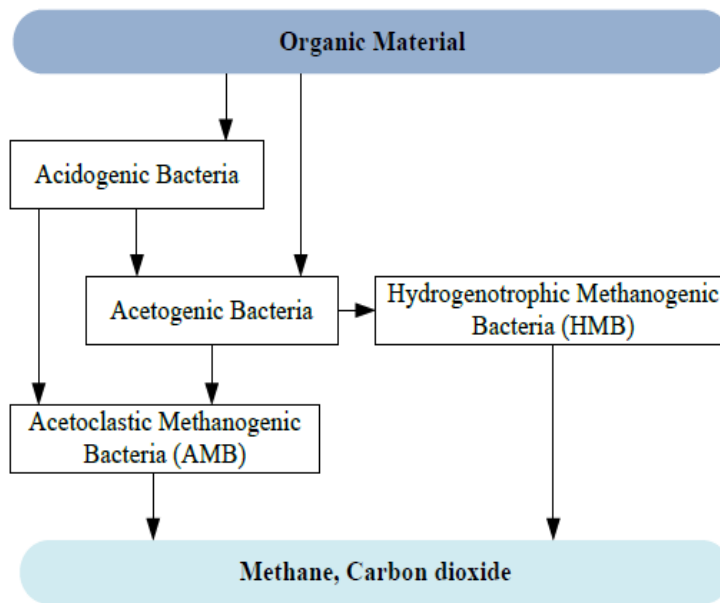 Organic Material
Acidogenic Bacteria
Acetogenic Bacteria
Hydrogenotrophic Methanogenic
Bacteria (HMB)
Acetoclastic Methanogenic
Bacteria (AMB)
Methane, Carbon dioxide